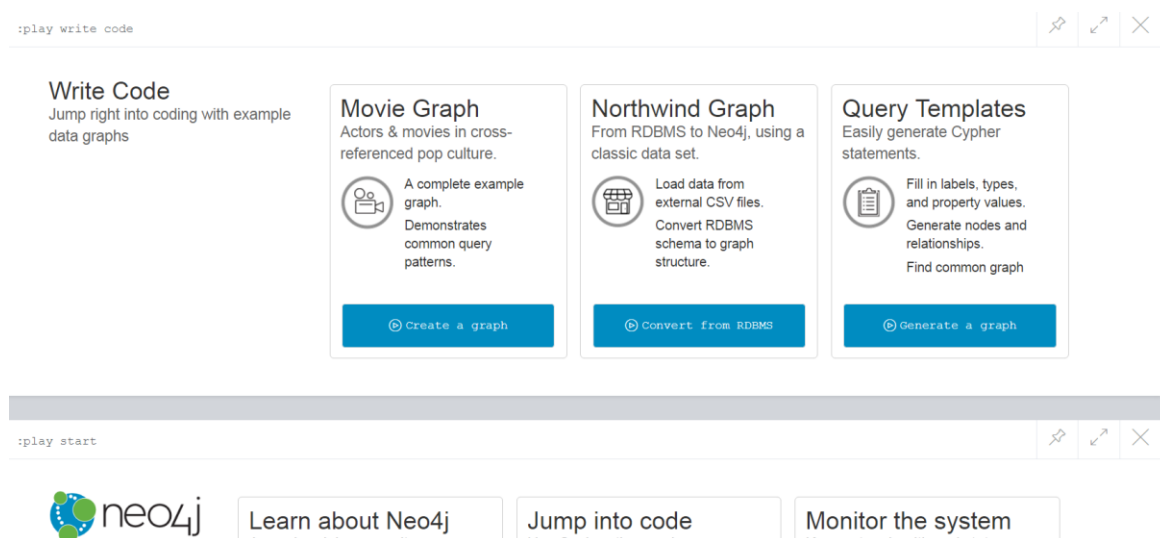 :play write code
Write Code
Jump right into coding with example
data graphs
Movie Graph
Actors & movies in cross-
referenced pop culture.
A complete example
graph.
Demonstrates
common query
patterns.
Create a graph
Northwind Graph
From RDBMS to Neo4j, using a
classic data set.
Load data from
external CSV files.
Convert RDBMS
schema to graph
structure.
Convert from RDBMS
Query Templates
Easily generate Cypher
statements.
Fill in labels, types,
and property values.
Generate nodes and
relationships.
Find common graph
Generate a graph
:play start
neo4j
Learn about Neo4j
Jump into code
Monitor the system